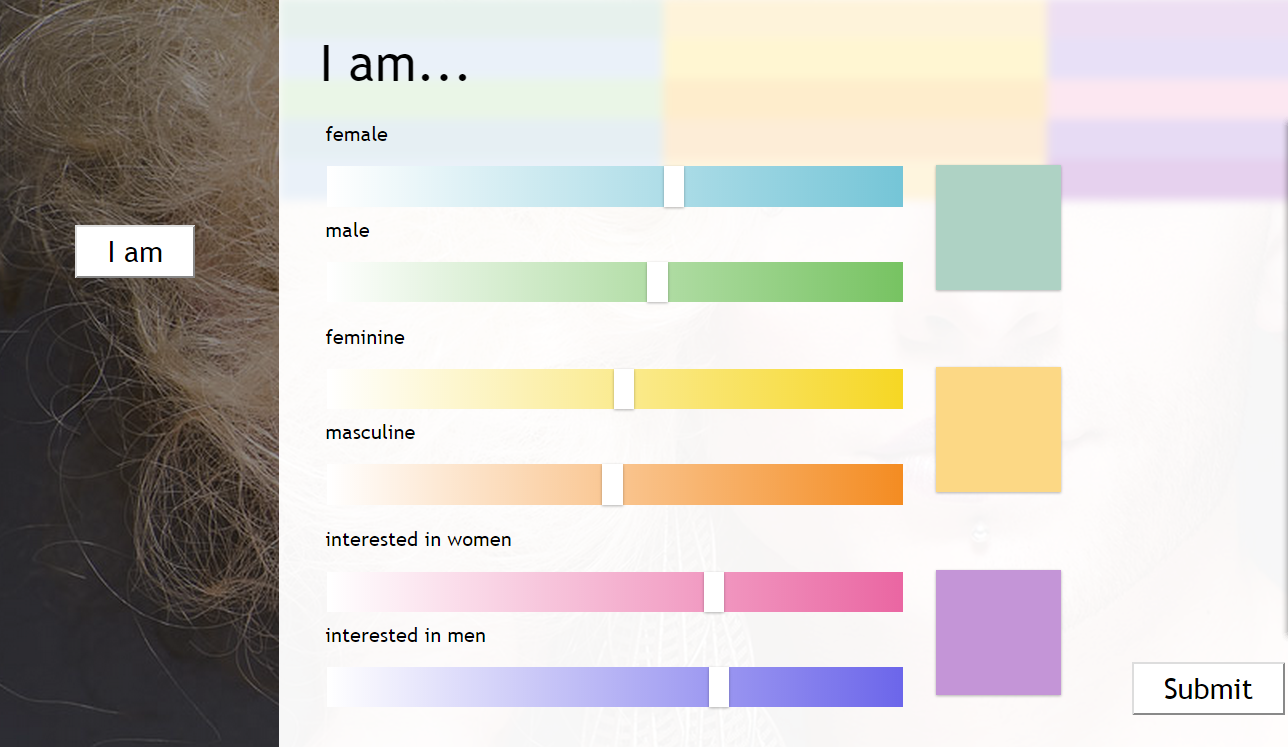 I am...
female
male
I am
feminine
masculine
interested in women
interested in men
Submit